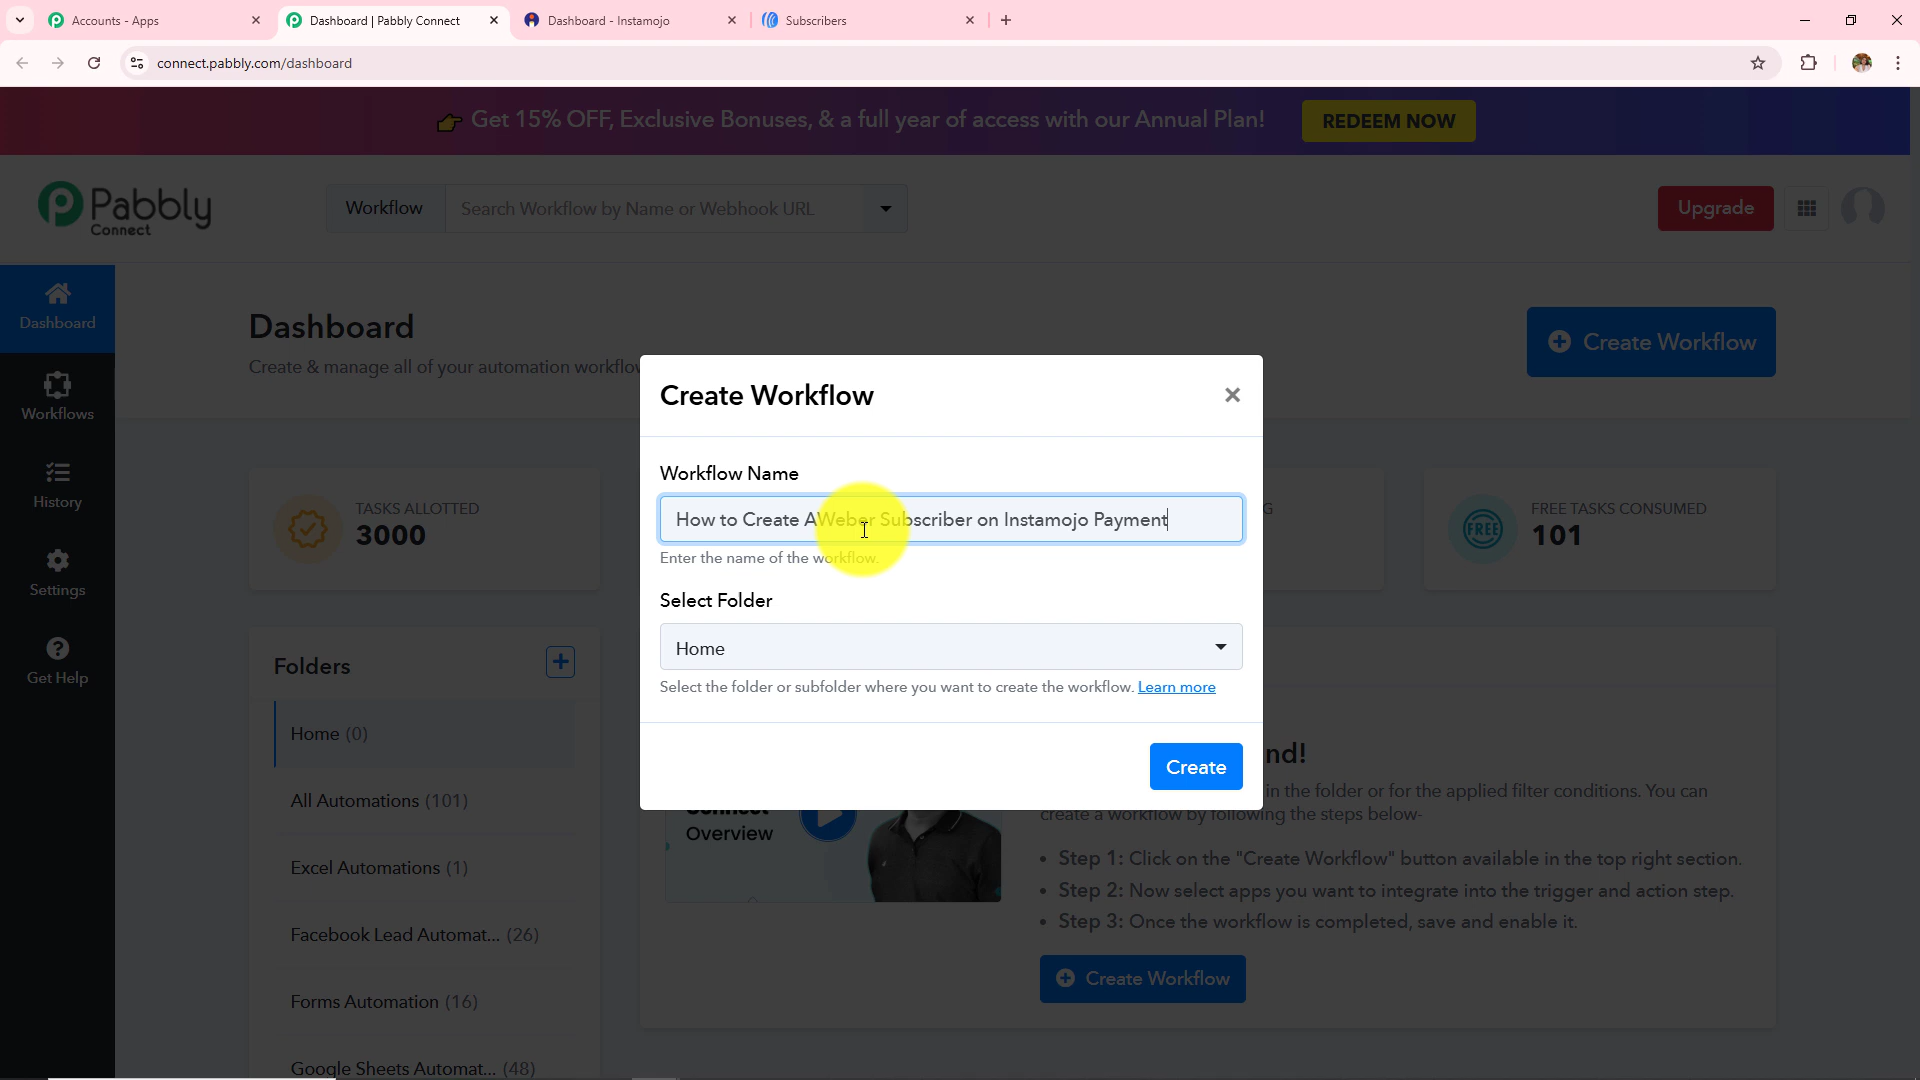 Accounts - Apps
Dashboard | Pabbly Connect
Dashboard - Instamojo
Subscribers
connect.pabbly.com/dashboard
Get 15% OFF, Exclusive Bonuses, & a full year of access with our Annual Plan!
REDEEM NOW
Pabbly
Connect
Workflow
Search Workflow by Name or Webhook URL
Upgrade
Dashboard
Workflows
History
Settings
Get Help
Dashboard
Create & manage all of your automation workflow
Create Workflow
TASKS ALLOTTED
3000
G
FREE TASKS CONSUMED
FREE
101
Create Workflow
Workflow Name
How to Create AWeber Subscriber on Instamojo Payment
Enter the name of the workflow.
Select Folder
Home
Select the folder or subfolder where you want to create the workflow. Learn more
Create
Folders
Home (0)
All Automations (101)
Excel Automations (1)
Facebook Lead Automat... (26)
Forms Automation (16)
Google Sheets Automat... (48)
Connect
Overview
nd!
in the folder or for the applied filter conditions. You can
create a workflow by following the steps below-
• Step 1: Click on the "Create Workflow" button available in the top right section.
• Step 2: Now select apps you want to integrate into the trigger and action step.
• Step 3: Once the workflow is completed, save and enable it.
Create Workflow